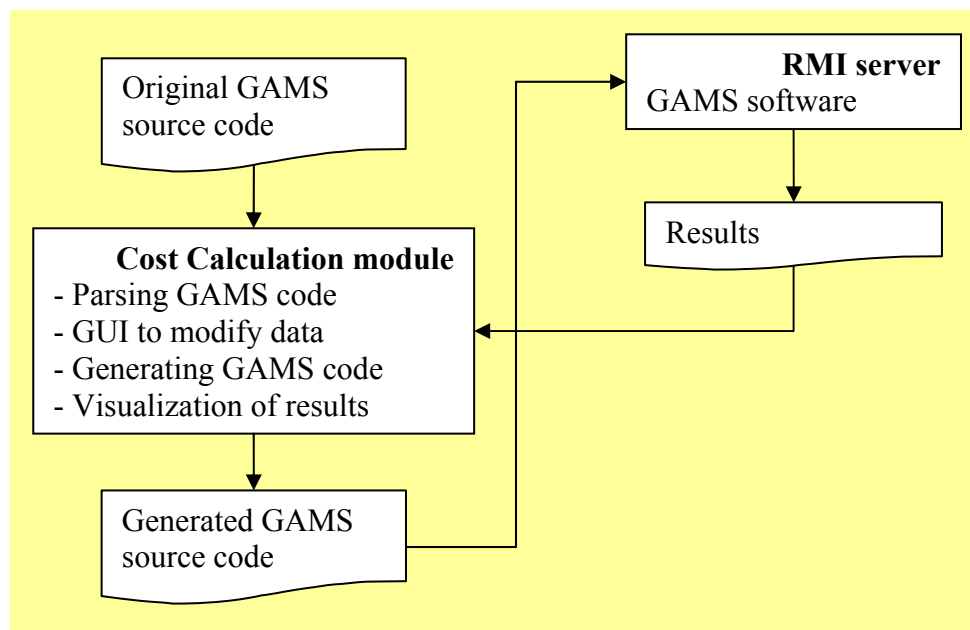 Original GAMS
source code
Cost Calculation module
- Parsing GAMS code
- GUI to modify data
- Generating GAMS code
- Visualization of results
Generated GAMS
source code
RMI server
GAMS software
Results